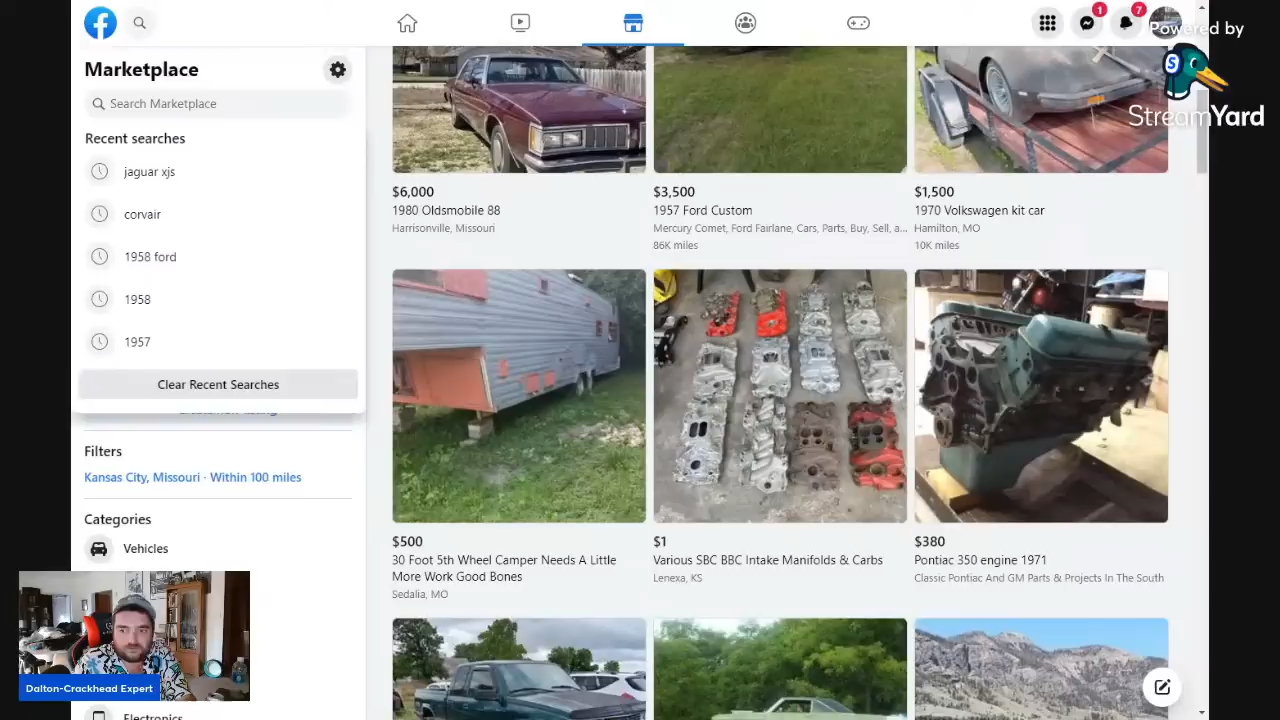 1
7
Powered by
StreamYard
Marketplace
Search Marketplace
Recent searches
jaguar xjs
corvair
1958 ford
1958
1957
Clear Recent Searches
Filters
Kansas City, Missouri · Within 100 miles
Categories
Vehicles
Electronics
$6,000
1980 Oldsmobile 88
Harrisonville, Missouri
$3,500
1957 Ford Custom
Mercury Comet, Ford Fairlane, Cars, Parts, Buy, Sell, a...
86K miles
$1,500
1970 Volkswagen kit car
Hamilton, MO
10K miles
$500
30 Foot 5th Wheel Camper Needs A Little
More Work Good Bones
Sedalia, MO
$1
Various SBC BBC Intake Manifolds & Carbs
Lenexa, KS
$380
Pontiac 350 engine 1971
Classic Pontiac And GM Parts & Projects In The South
Dalton-Crackhead Expert